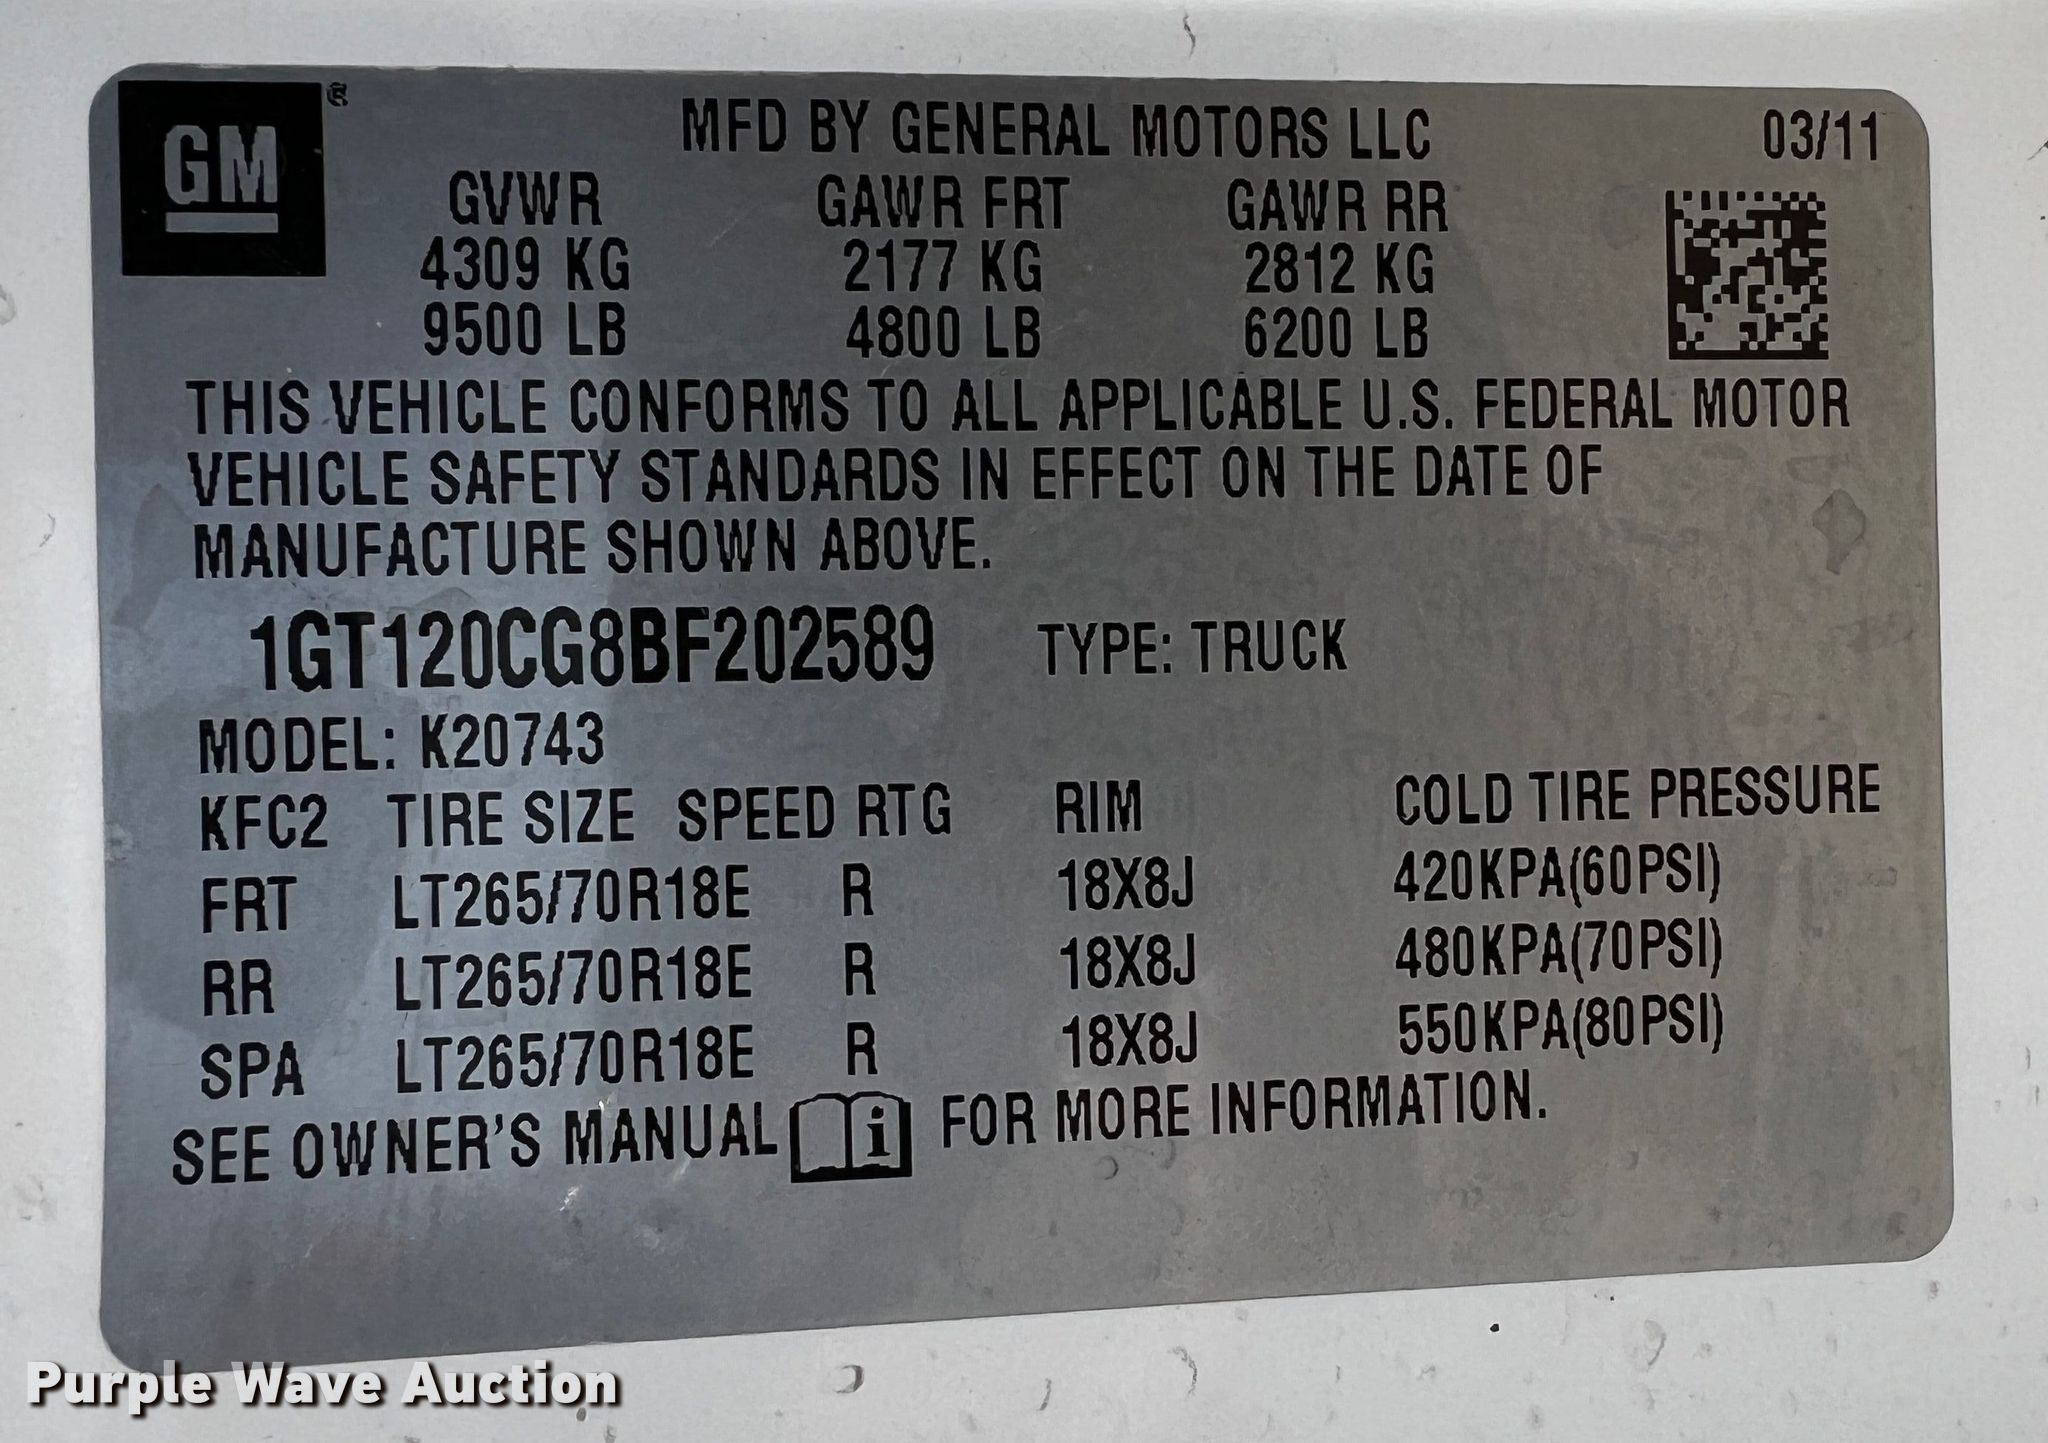 GM ®
MFD BY GENERAL MOTORS LLC 03/11
GVWR GAWR FRT GAWR RR
4309 KG 2177 KG 2812 KG
9500 LB 4800 LB 6200 LB
THIS VEHICLE CONFORMS TO ALL APPLICABLE U.S. FEDERAL MOTOR
VEHICLE SAFETY STANDARDS IN EFFECT ON THE DATE OF
MANUFACTURE SHOWN ABOVE.
1GT120CG8BF202589 TYPE: TRUCK
MODEL: K20743
KFC2 TIRE SIZE SPEED RTG RIM COLD TIRE PRESSURE
FRT LT265/70R18E R 18X8J 420KPA(60PSI)
RR LT265/70R18E R 18X8J 480KPA(70PSI)
SPA LT265/70R18E R 18X8J 550KPA(80PSI)
SEE OWNER'S MANUAL i FOR MORE INFORMATION.
Purple Wave Auction